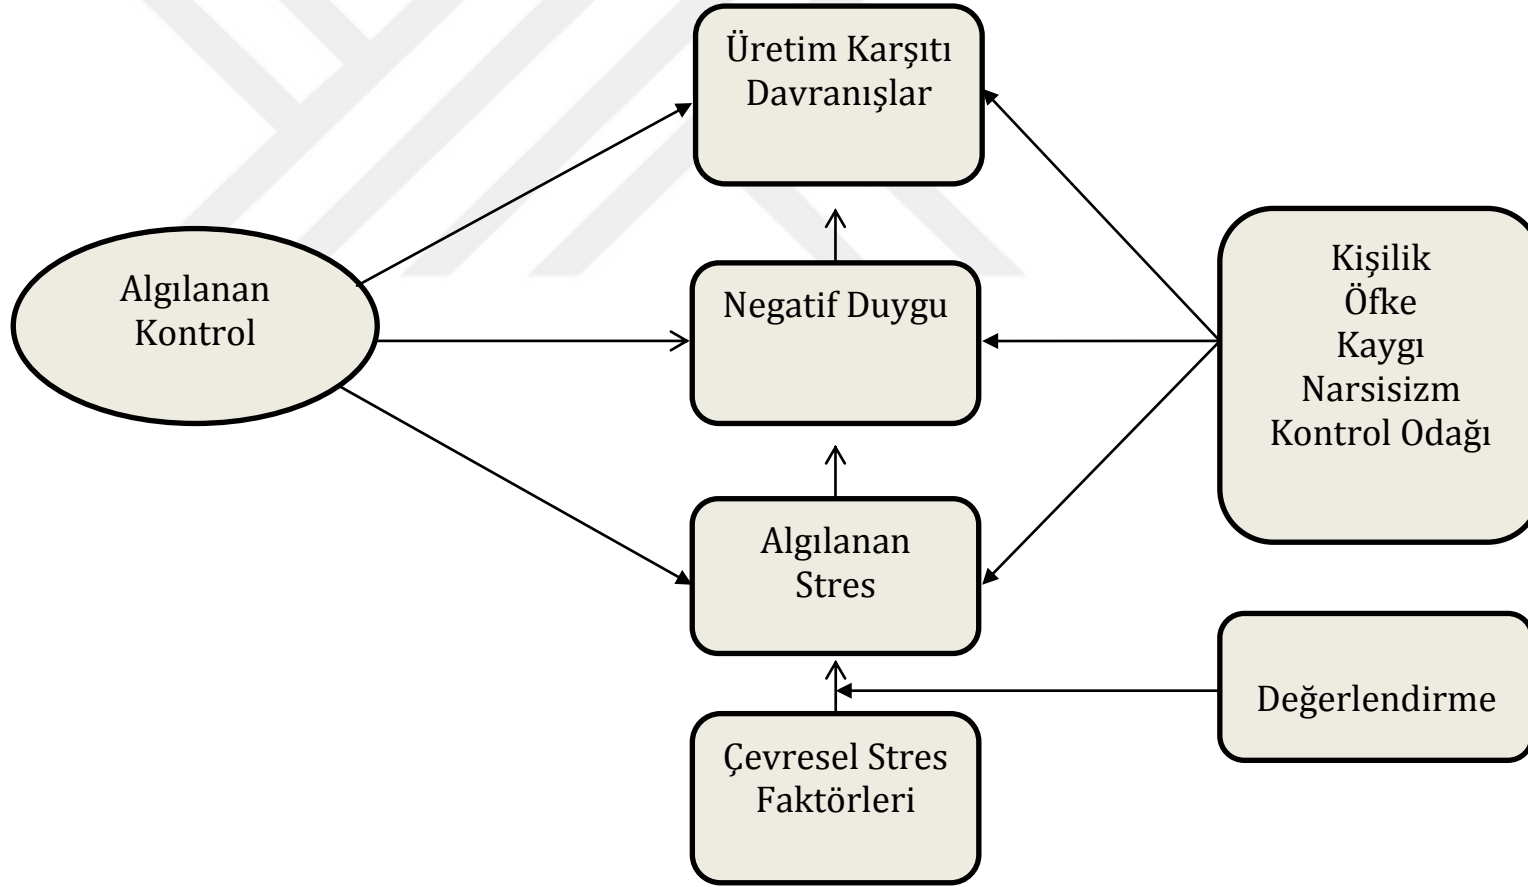 Üretim Karşıtı
Davranışlar
Algılanan
Kontrol
Negatif Duygu
Kişilik
Öfke
Kaygı
Narsisizm
Kontrol Odağı
Algılanan
Stres
Değerlendirme
Çevresel Stres
Faktörleri